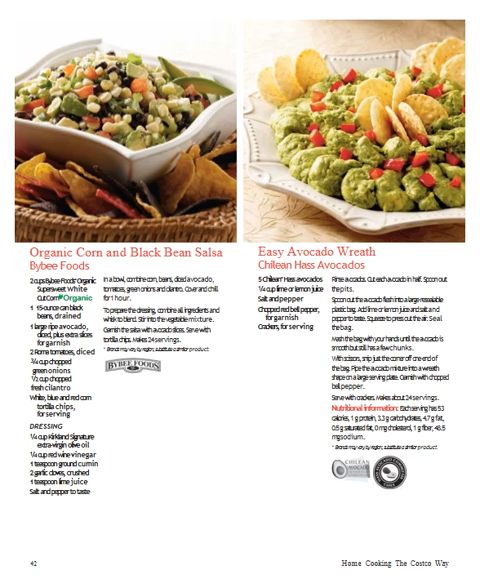 Organic Corn and Black Bean Salsa
Bybee Foods
2 cups Bybee Foods' Organic
Supersweet White
Cut Corn*#Organic
1 15-ounce can black
beans, drained
1 large ripe avocado,
diced, plus extra slices
for garnish
2 Roma tomatoes, diced
¾ cup chopped
green onions
½ cup chopped
fresh cilantro
White, blue and red corn
tortilla chips,
for serving
DRESSING
¼ cup Kirkland Signature
extra-virgin olive oil
¼ cup red wine vinegar
1 teaspoon ground cumin
2 garlic cloves, crushed
1 teaspoon lime juice
Salt and pepper to taste
In a bowl, combine corn, beans, diced avocado,
tomatoes, green onions and cilantro. Cover and chill
for 1 hour.
To prepare the dressing, combine all ingredients and
whisk to blend. Stir into the vegetable mixture.
Garnish the salsa with avocado slices. Serve with
tortilla chips. Makes 24 servings.
* Brands may vary by region; substitute a similar product.
BYBEE FOODS
Easy Avocado Wreath
Chilean Hass Avocados
5 Chilean* Hass avocados
¼ cup lime or lemon juice
Salt and pepper
Chopped red bell pepper,
for garnish
Crackers, for serving
Rinse avocados. Cut each avocado in half. Spoon out
the pits.
Spoon out the avocado flesh into a large resealable
plastic bag. Add lime or lemon juice and salt and
pepper to taste. Squeeze to press out the air. Seal
the bag.
Mash the bag with your hands until the avocado is
smooth but still has a few chunks.
With scissors, snip just the corner off one end of
the bag. Pipe the avocado mixture into a wreath
shape on a large serving plate. Garnish with chopped
bell pepper.
Serve with crackers. Makes about 24 servings.
Nutritional information: Each serving has 53
calories, 1 g protein, 3.3 g carbohydrates, 4.7 g fat,
0.5 g saturated fat, 0 mg cholesterol, 1 g fiber, 48.5
mg sodium.
* Brands may vary by region; substitute a similar product.
CHILEAN
42
Home Cooking The Costco Way